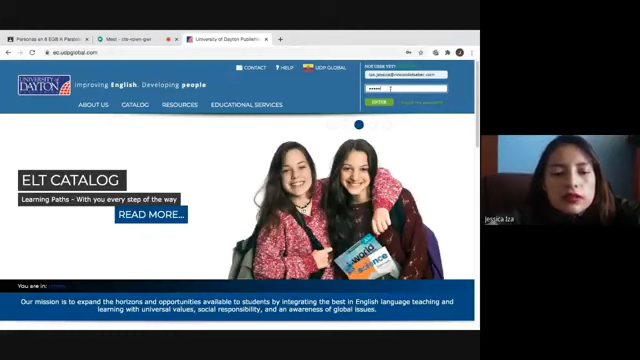 Personas en 8 EGB A Paralelo
Meet - cts-rpwn-gwr
University of Dayton Publishing
ec.udpglobal.com
CONTACT
HELP
UDP GLOBAL
UNIVERSITY of
DAYTON
improving English. Developing people
ENTER
ABOUT US
CATALOG
RESOURCES
EDUCATIONAL SERVICES
ELT CATALOG
Learning Paths - With you every step of the way
READ MORE...
world
science
Jessica Iza
You are in:
Our mission is to expand the horizons and opportunities available to students by integrating the best in English language teaching and
learning with universal values, social responsibility, and an awareness of global issues.